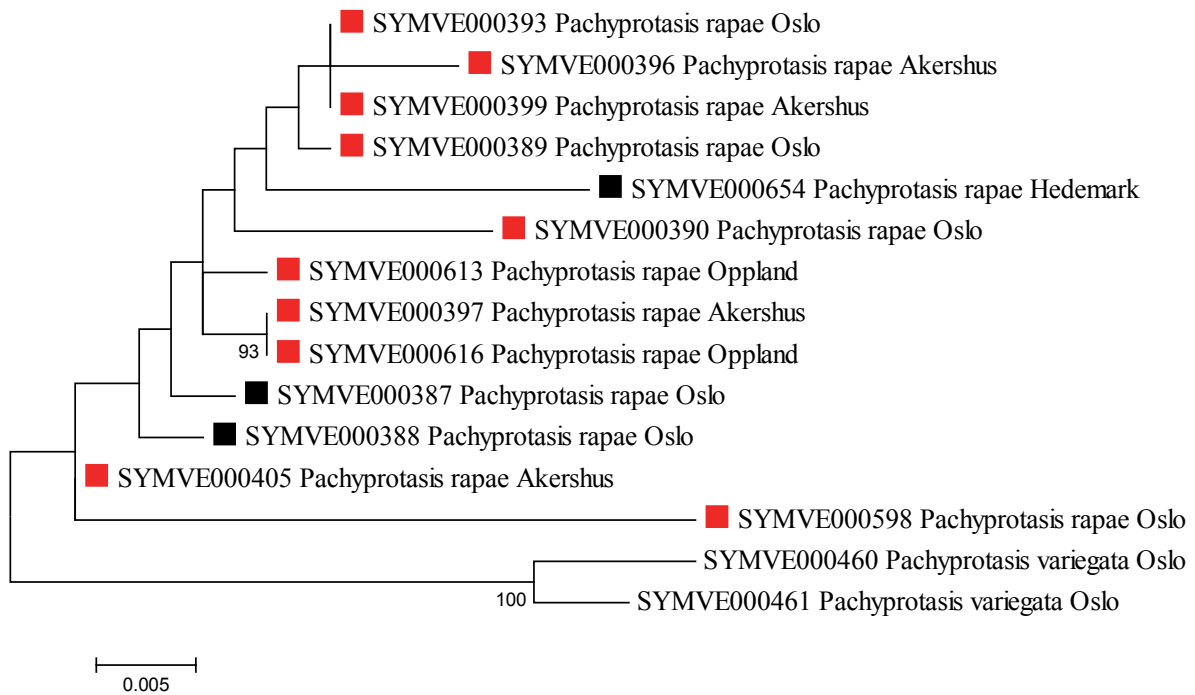 SYMVE000393 Pachyprotasis rapae Oslo
SYMVE000396 Pachyprotasis rapae Akershus
SYMVE000399 Pachyprotasis rapae Akershus
SYMVE000389 Pachyprotasis rapae Oslo
SYMVE000654 Pachyprotasis rapae Hedemark
SYMVE000390 Pachyprotasis rapae Oslo
SYMVE000613 Pachyprotasis rapae Oppland
SYMVE000397 Pachyprotasis rapae Akershus
93
SYMVE000616 Pachyprotasis rapae Oppland
SYMVE000387 Pachyprotasis rapae Oslo
SYMVE000388 Pachyprotasis rapae Oslo
SYMVE000405 Pachyprotasis rapae Akershus
SYMVE000598 Pachyprotasis rapae Oslo
SYMVE000460 Pachyprotasis variegata Oslo
100
SYMVE000461 Pachyprotasis variegata Oslo
0.005